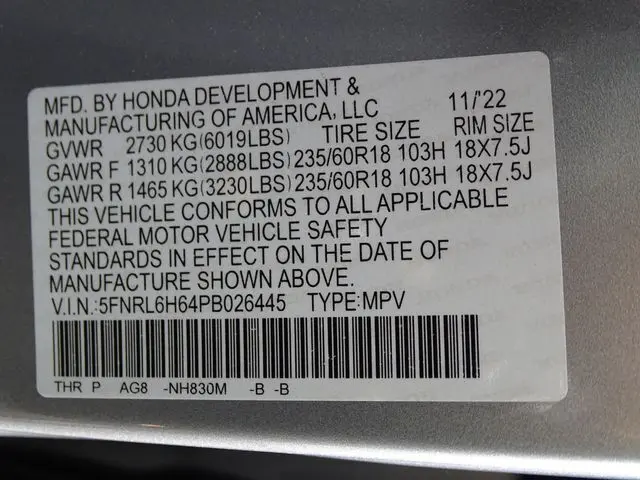 MFD. BY HONDA DEVELOPMENT &
MANUFACTURING OF AMERICA, LLC 11/'22
GVWR 2730 KG(6019LBS) TIRE SIZE RIM SIZE
GAWR F 1310 KG(2888LBS)235/60R18 103H 18X7.5J
GAWR R 1465 KG(3230LBS)235/60R18 103H 18X7.5J
THIS VEHICLE CONFORMS TO ALL APPLICABLE
FEDERAL MOTOR VEHICLE SAFETY
STANDARDS IN EFFECT ON THE DATE OF
MANUFACTURE SHOWN ABOVE.
V.I.N.:5FNRL6H64PB026445 TYPE:MPV
THR P AG8 -NH830M -B -B